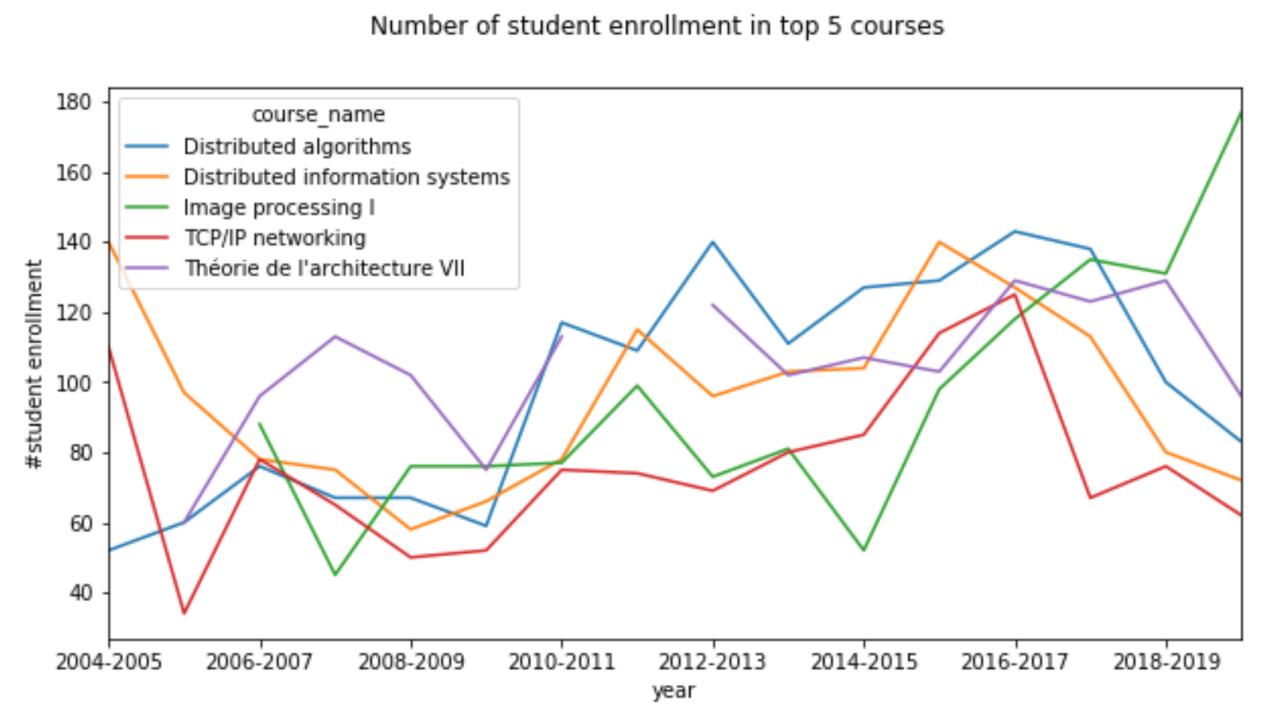 Number of student enrollment in top 5 courses
180
160
140
120
100
80
60
40
#student enrollment
course_name
Distributed algorithms
Distributed information systems
Image processing I
TCP/IP networking
Théorie de l'architecture VII
2004-2005 2006-2007 2008-2009 2010-2011 2012-2013 2014-2015 2016-2017 2018-2019
year